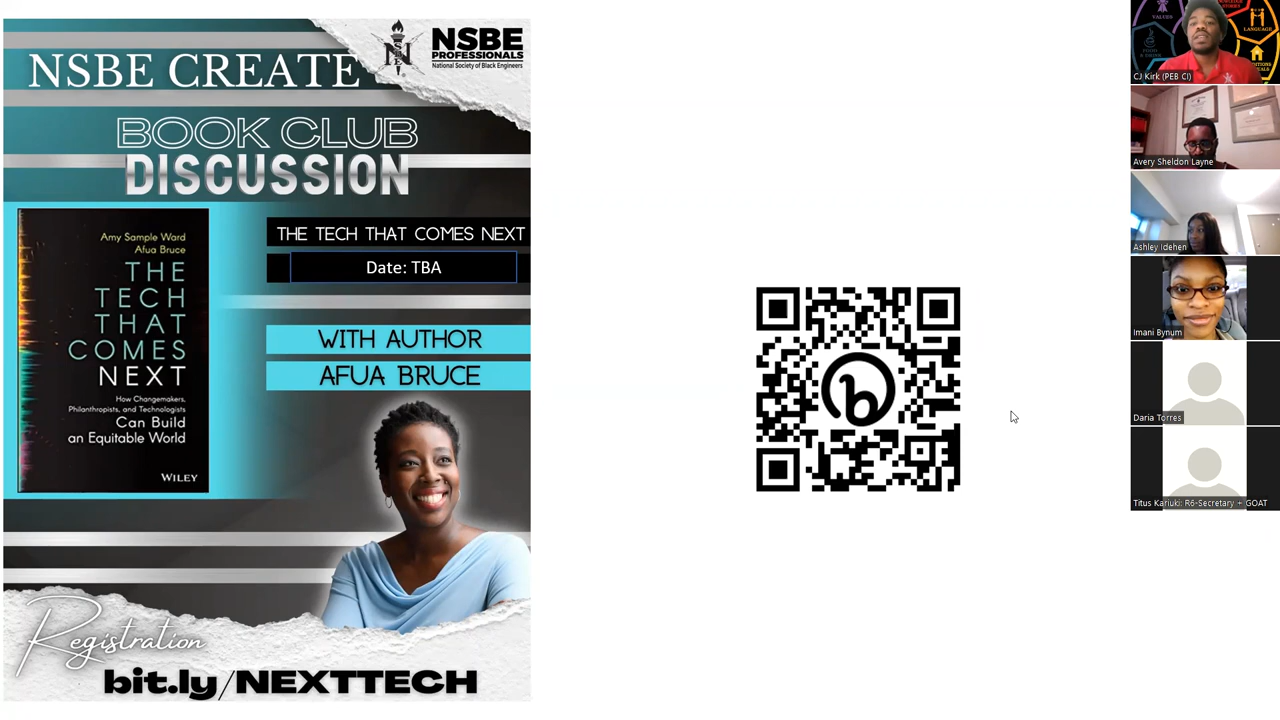 NSBE CREATE
NSBE
NSBE
PROFESSIONALS
National Society of Black Engineers
BOOK CLUB
DISCUSSION
Amy Sample Ward
Afua Bruce
THE
TECH
THAT
COMES
NEXT
How Changemakers,
Philanthropists, and Technologists
Can Build
an Equitable World
WILEY
THE TECH THAT COMES NEXT
Date: TBA
WITH AUTHOR
AFUA BRUCE
Registration
bit.ly/NEXTTECH
b
VALUES
LANGUAGE
CJ Kirk (PEB CI)
Avery Sheldon Layne
Ashley Idehen
Imani Bynum
Daria Torres
Titus Kariuki: R6-Secretary + GOAT